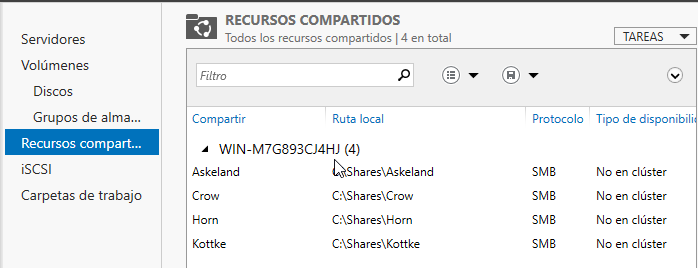 Servidores
Volúmenes
Discos
Grupos de alma...
Recursos compart...
iSCSI
Carpetas de trabajo
RECURSOS COMPARTIDOS
Todos los recursos compartidos | 4 en total
TAREAS
Filtro
Compartir Ruta local Protocolo Tipo de disponibili
WIN-M7G893CJ4HJ (4)
Askeland C:\Shares\Askeland SMB No en clúster
Crow C:\Shares\Crow SMB No en clúster
Horn C:\Shares\Horn SMB No en clúster
Kottke C:\Shares\Kottke SMB No en clúster